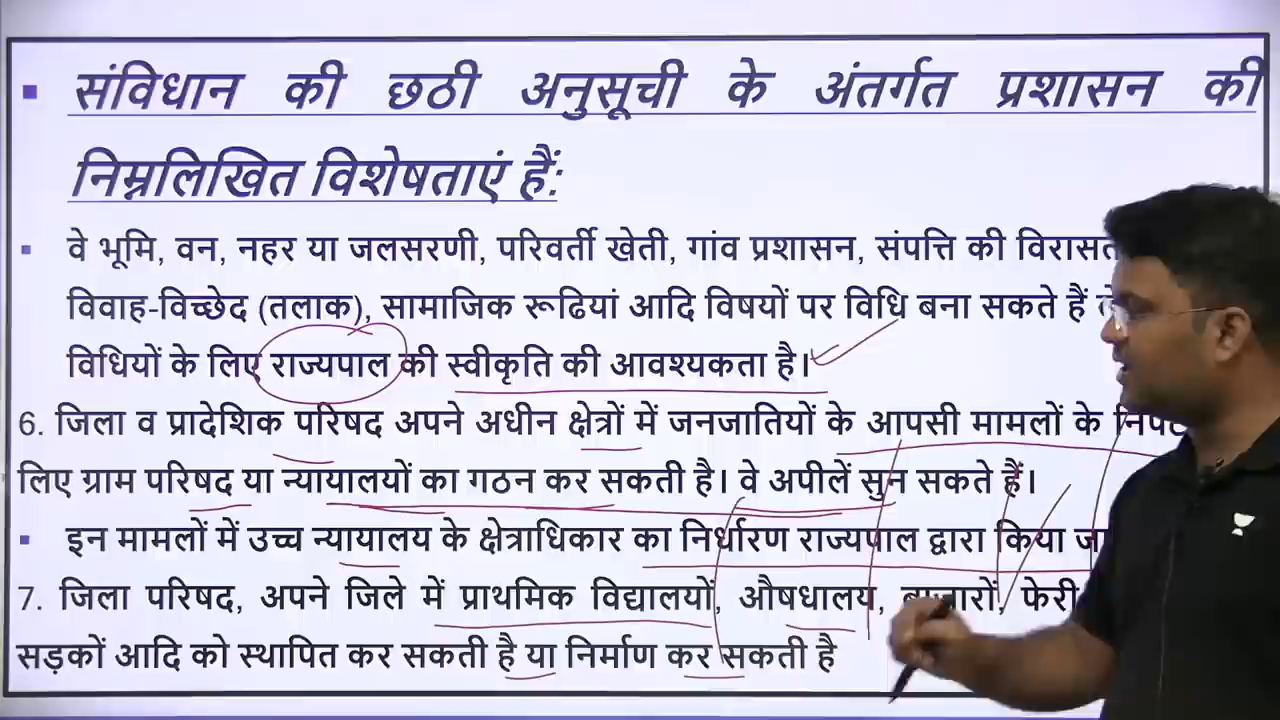 ▪ संविधान की छठी अनुसूची के अंतर्गत प्रशासन की
निम्नलिखित विशेषताएं हैं:
▪ वे भूमि, वन, नहर या जलसरणी, परिवर्ती खेती, गांव प्रशासन, संपत्ति की विरासत
विवाह-विच्छेद (तलाक), सामाजिक रूढियां आदि विषयों पर विधि बना सकते हैं
विधियों के लिए राज्यपाल की स्वीकृति की आवश्यकता है।
6. जिला व प्रादेशिक परिषद अपने अधीन क्षेत्रों में जनजातियों के आपसी मामलों के
लिए ग्राम परिषद या न्यायालयों का गठन कर सकती है। वे अपीलें सुन सकते हैं।
▪ इन मामलों में उच्च न्यायालय के क्षेत्राधिकार का निर्धारण राज्यपाल द्वारा किया
7. जिला परिषद, अपने जिले में प्राथमिक विद्यालयों, औषधालय, बाजारों, फेरी
सड़कों आदि को स्थापित कर सकती है या निर्माण कर सकती है